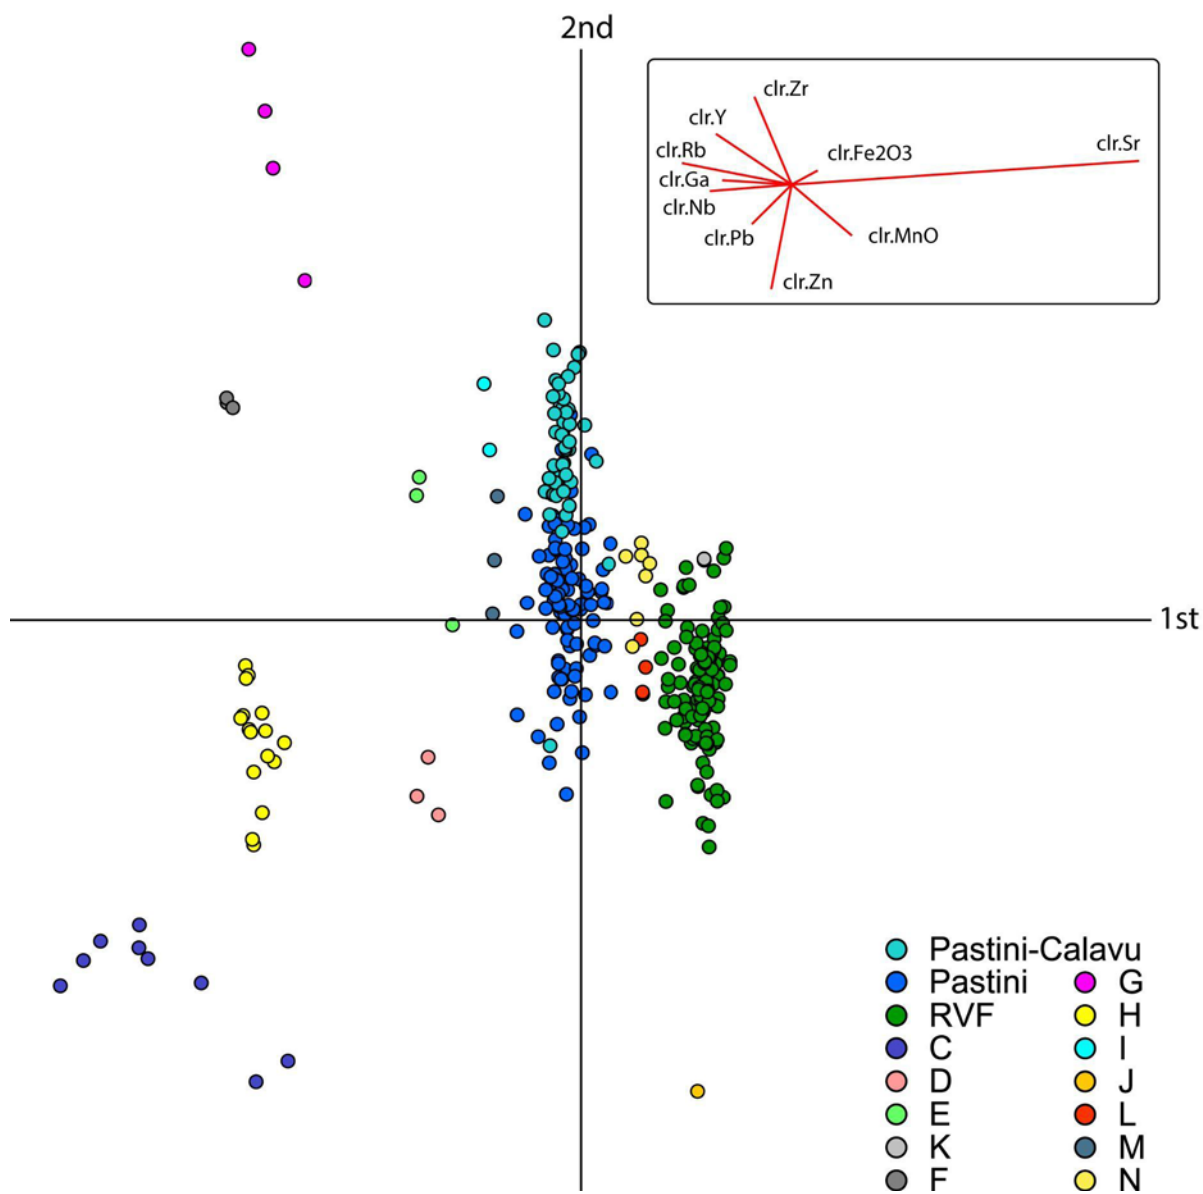 2nd
clr.Zr
clr.Y
clr.Sr
clr.Rb
clr.Fe2O3
clr.Ga
clr.Nb
clr.Pb
clr.MnO
clr.Zn
1st
Pastini-Calavu
Pastini
RVF
C
D
E
K
F
G
H
I
J
L
M
N